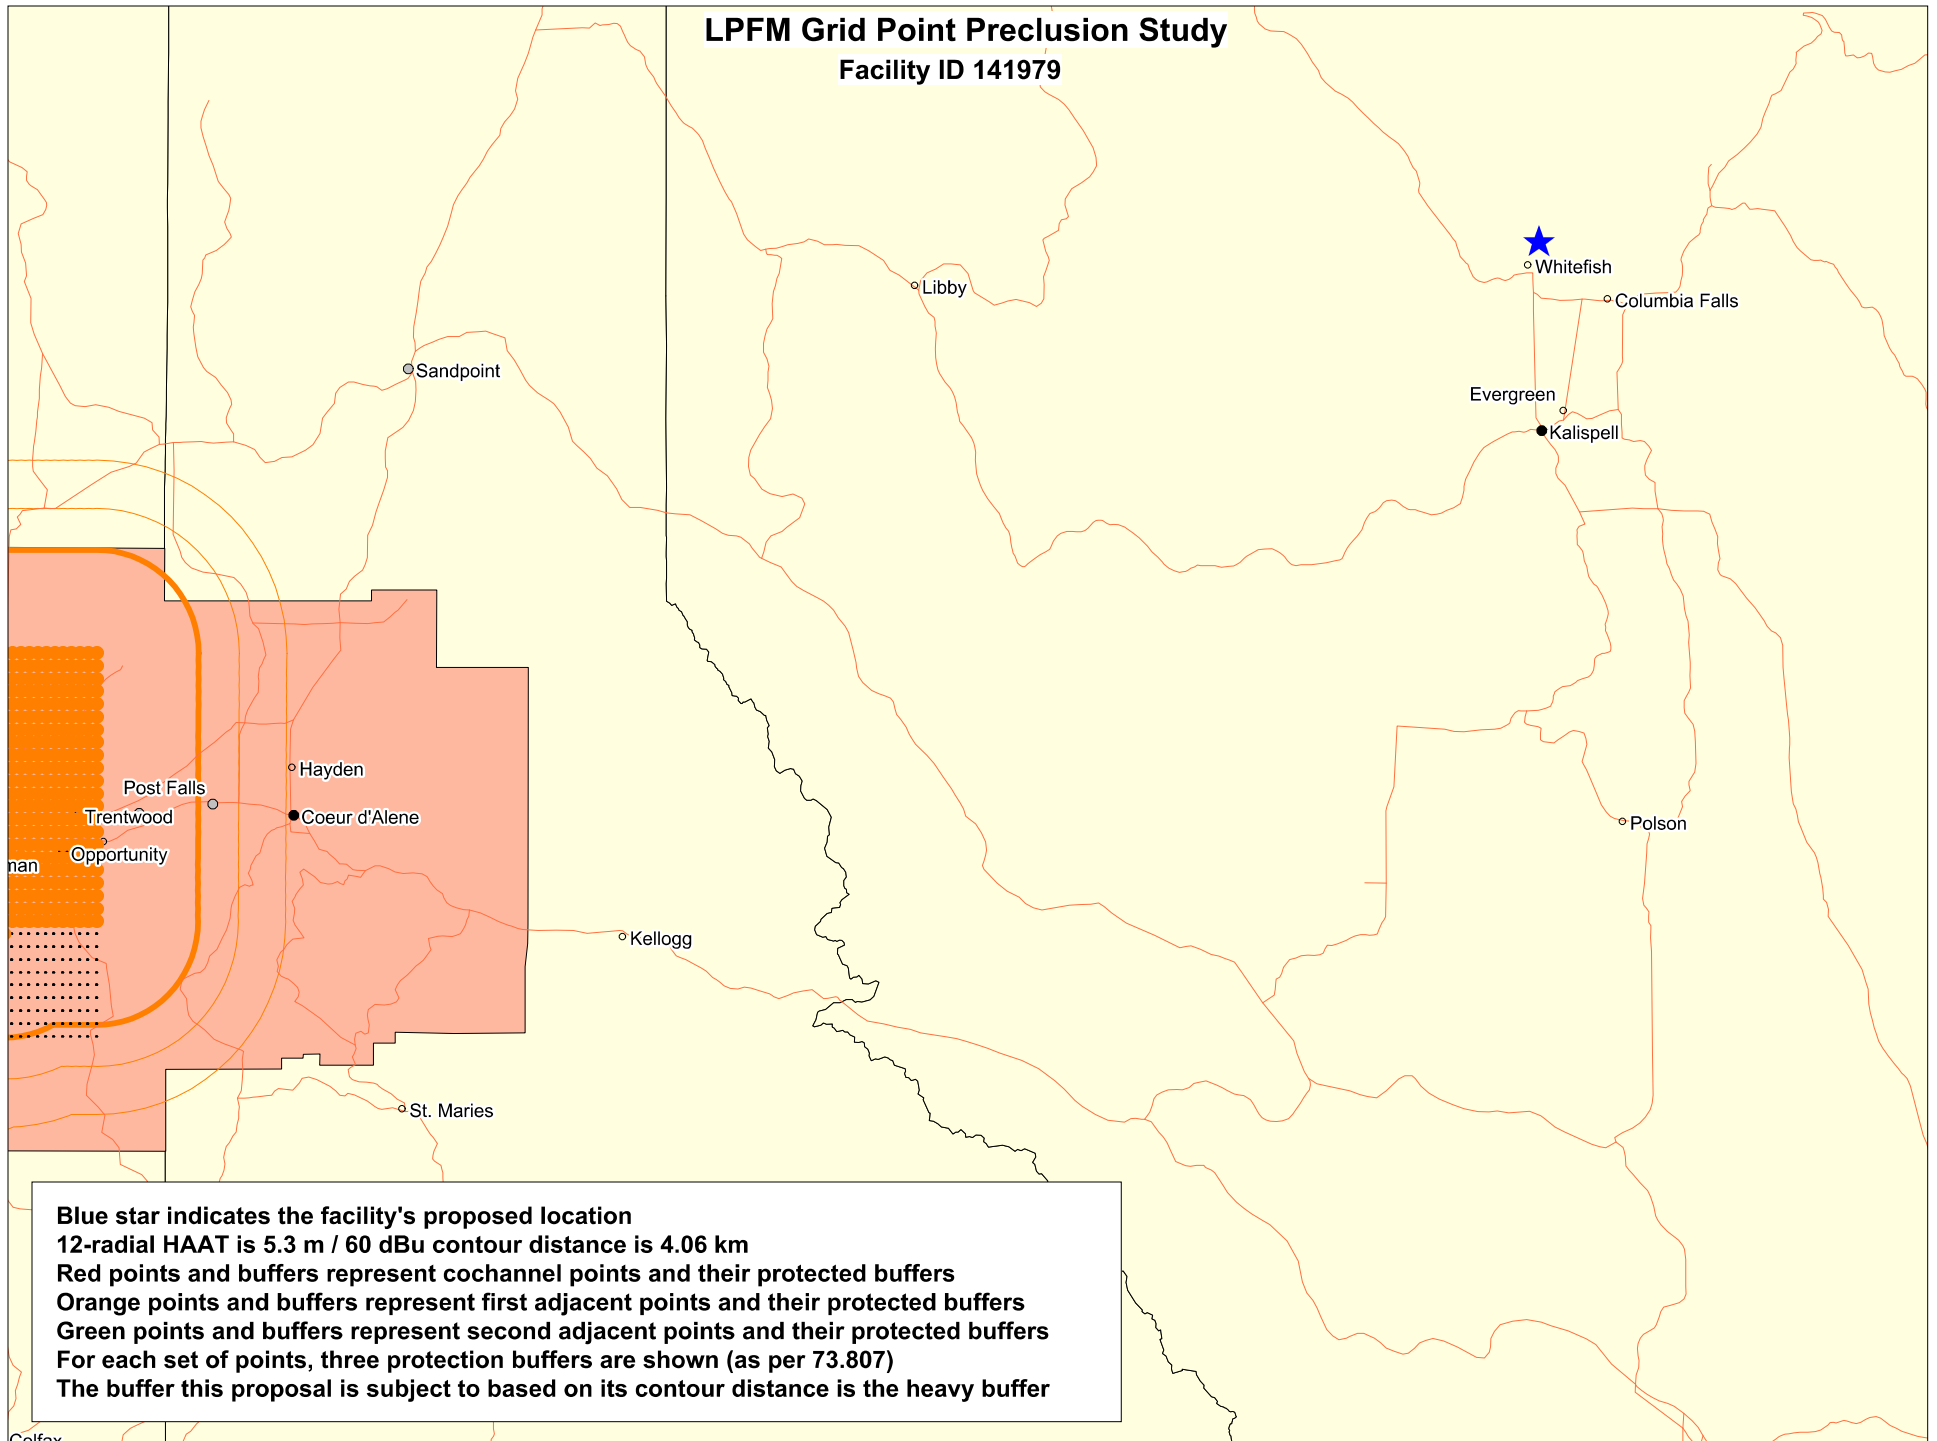 LPFM Grid Point Preclusion Study
Facility ID 141979
Whitefish
Libby
Columbia Falls
Sandpoint
Evergreen
Kalispell
Hayden
Post Falls
Trentwood
Coeur d'Alene
Polson
Opportunity
man
Kellogg
St. Maries
Blue star indicates the facility's proposed location
12-radial HAAT is 5.3 m / 60 dBu contour distance is 4.06 km
Red points and buffers represent cochannel points and their protected buffers
Orange points and buffers represent first adjacent points and their protected buffers
Green points and buffers represent second adjacent points and their protected buffers
For each set of points, three protection buffers are shown (as per 73.807)
The buffer this proposal is subject to based on its contour distance is the heavy buffer
Colfax